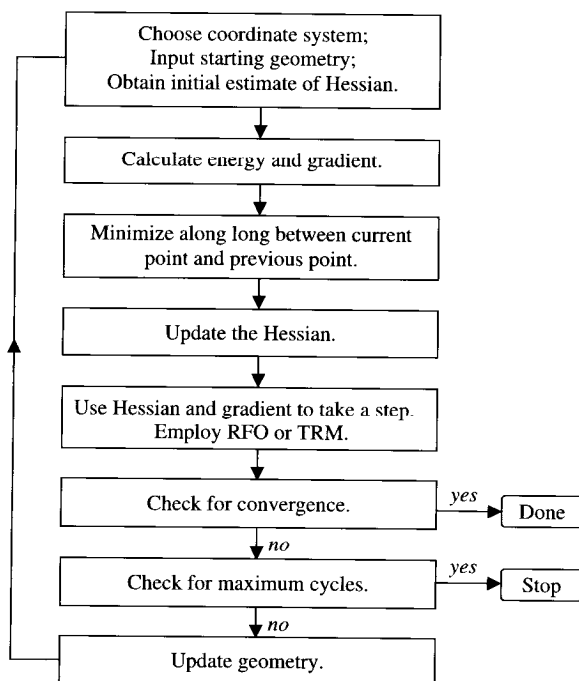 Choose coordinate system;
Input starting geometry;
Obtain initial estimate of Hessian.
Calculate energy and gradient.
Minimize along long between current
point and previous point.
Update the Hessian.
Use Hessian and gradient to take a step.
Employ RFO or TRM.
Check for convergence.
yes
Done
no
Check for maximum cycles.
yes
Stop
no
Update geometry.